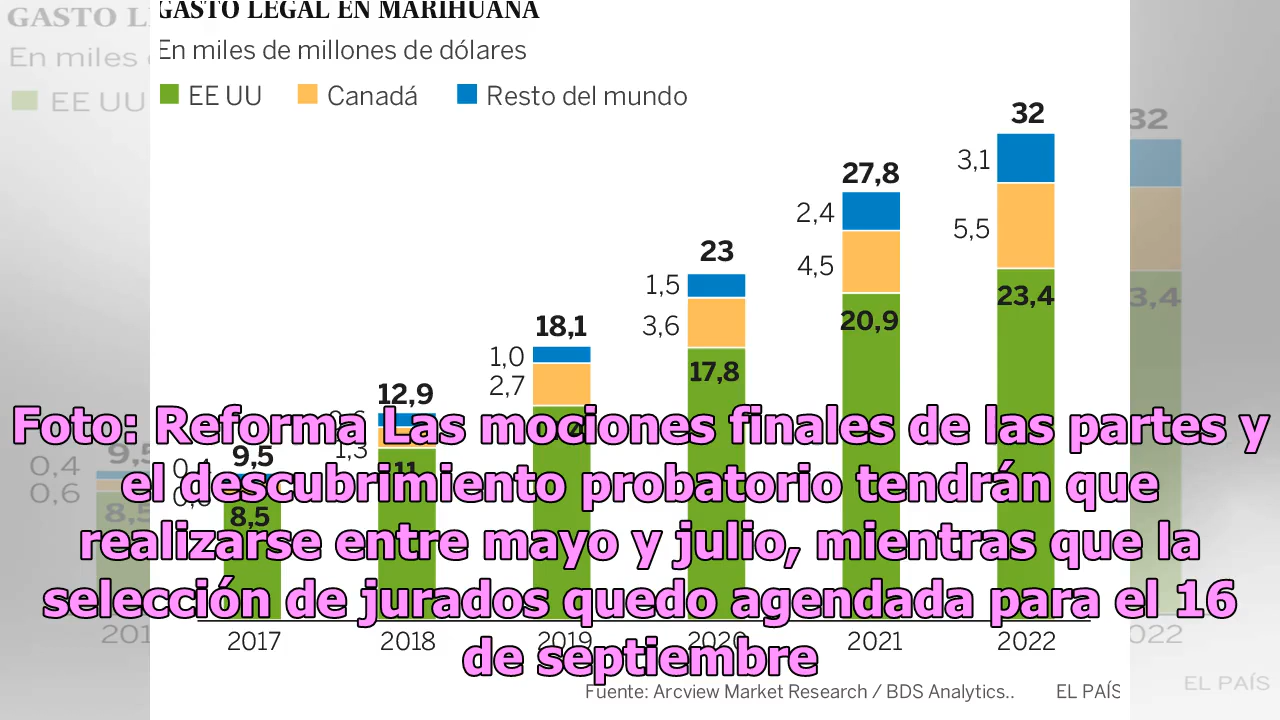 GASTO LEGAL EN MARIHUANA
En miles de millones de dólares
EE UU Canadá Resto del mundo
32
3,1
5,5
23,4
27,8
2,4
4,5
20,9
23
1,5
3,6
17,8
18,1
1,0
2,7
12,9
1,3
11
9,5
0,4
0,6
8,5
Foto: Reforma Las mociones finales de las partes y
el descubrimiento probatorio tendrán que
realizarse entre mayo y julio, mientras que la
selección de jurados quedo agendada para el 16
de septiembre
2017 2018 2019 2020 2021 2022
Fuente: Arcview Market Research / BDS Analytics..
EL PAÍS